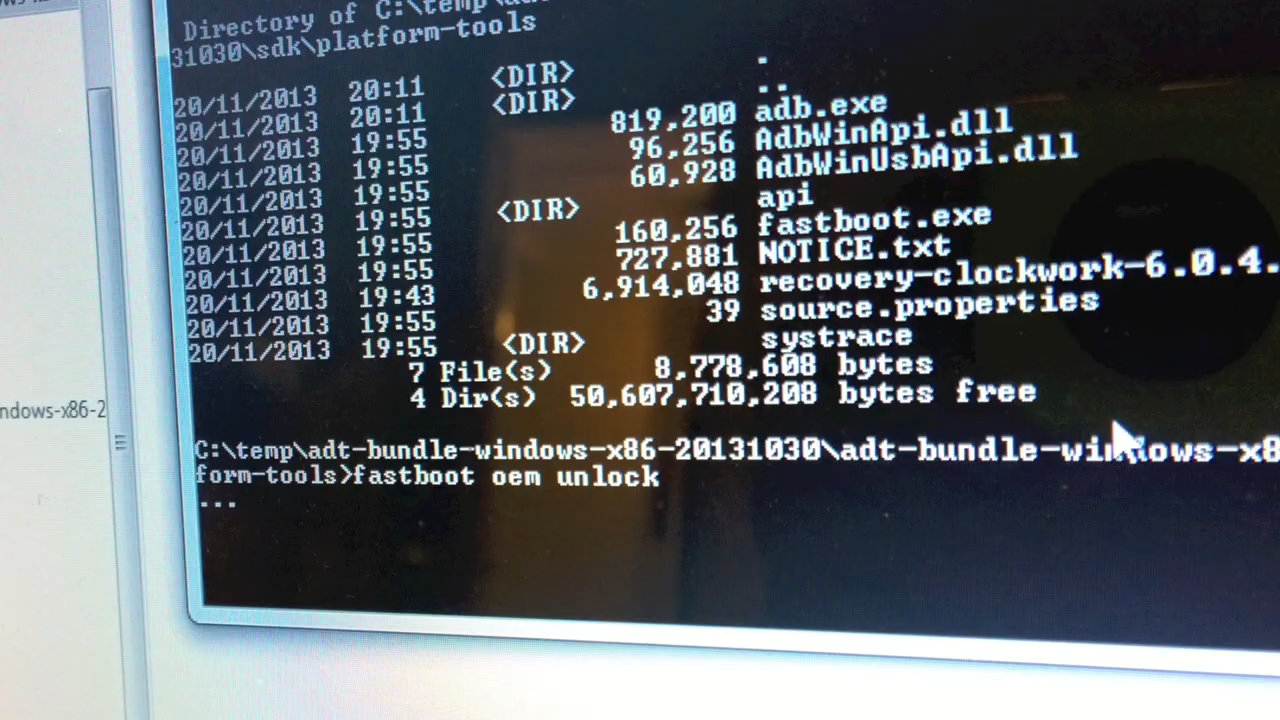 Directory of C:\temp\
31030\sdk\platform-tools
20/11/2013 20:11 <DIR> .
20/11/2013 20:11 <DIR> ..
20/11/2013 19:55 819,200 adb.exe
20/11/2013 19:55 96,256 AdbWinApi.dll
20/11/2013 19:55 60,928 AdbWinUsbApi.dll
20/11/2013 19:55 <DIR> api
20/11/2013 19:55 160,256 fastboot.exe
20/11/2013 19:55 727,881 NOTICE.txt
20/11/2013 19:43 6,914,048 recovery-clockwork-6.0.4.
20/11/2013 19:55 39 source.properties
20/11/2013 19:55 <DIR> systrace
7 File(s) 8,778,608 bytes
4 Dir(s) 50,607,710,208 bytes free
ndows-x86-2
C:\temp\adt-bundle-windows-x86-20131030\adt-bundle-windows-x8
form-tools>fastboot oem unlock
...